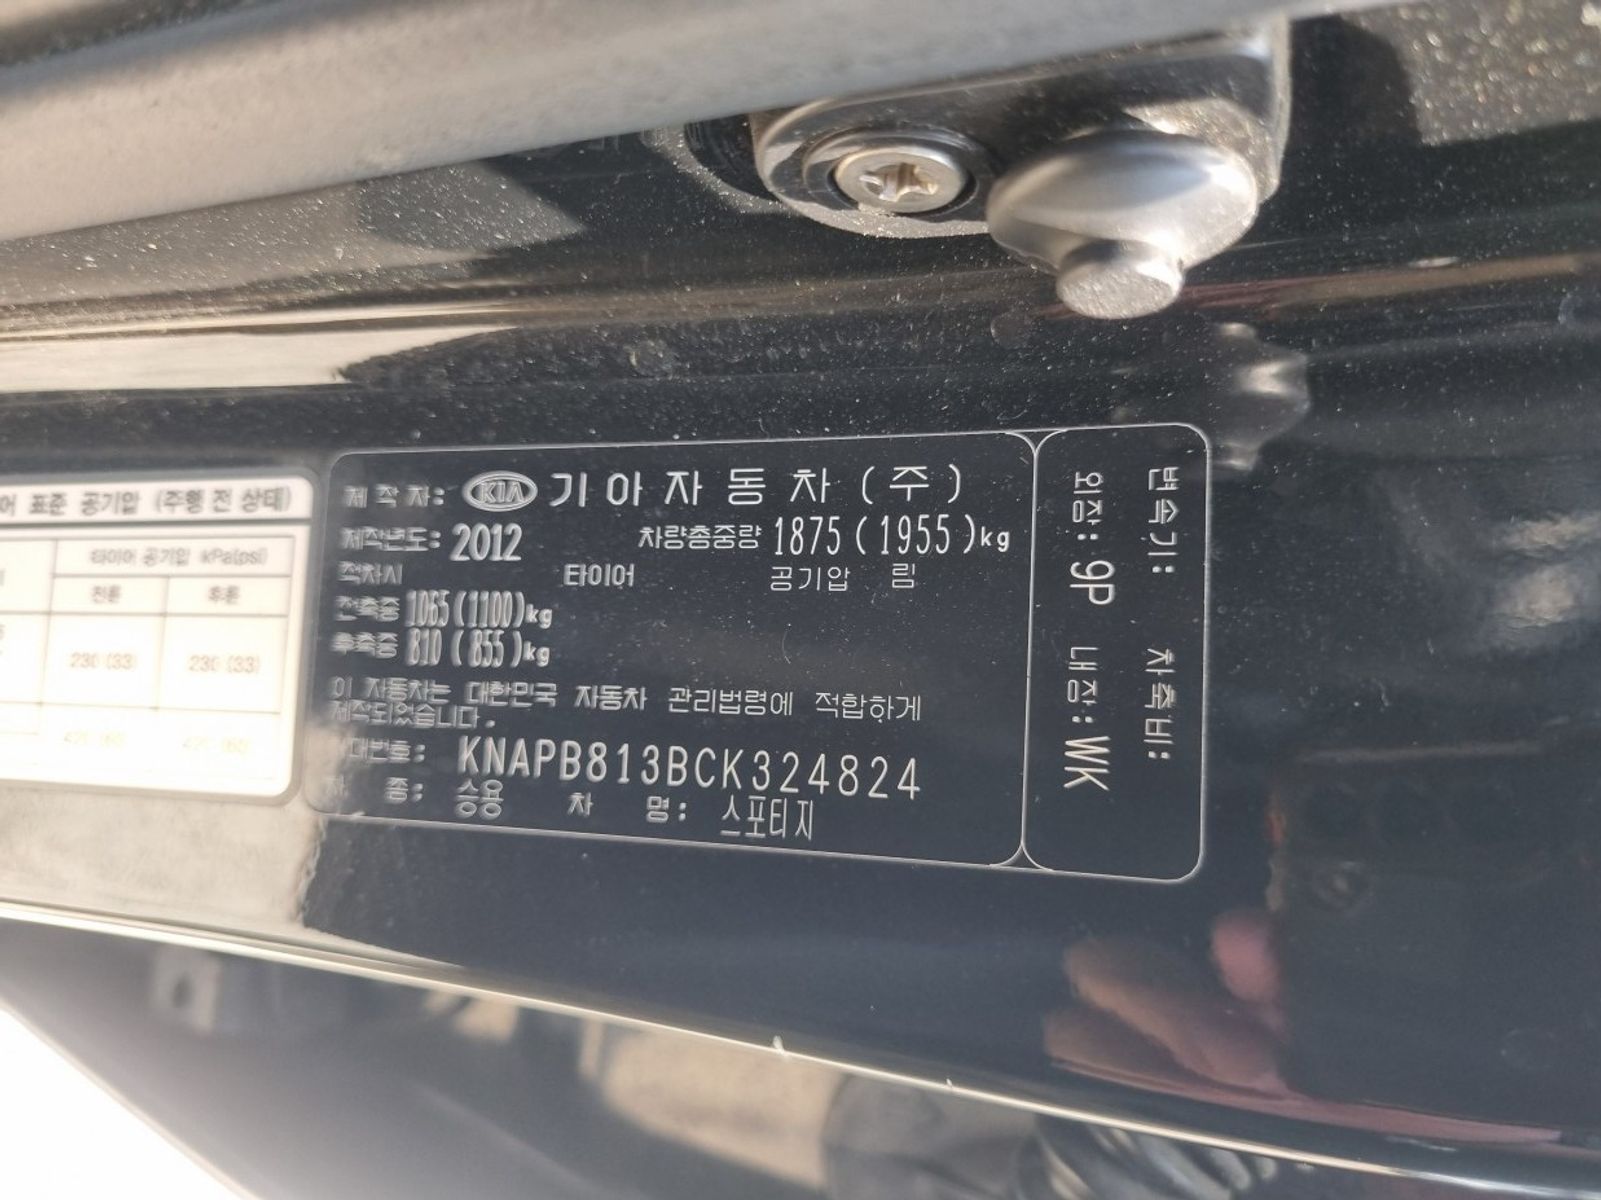 표준 공기압 (주행 전 상태)
타이어 공기압 kPa(psi)
전륜 후륜
230 (33) 230 (33)
제 작 자: KIA 기아자동차(주)
제작년도: 2012 차량총중량 1875(1955)kg
적차시 타이어 공기압 림
전축중 1065(1100)kg
후축중 810(855)kg
이 자동차는 대한민국 자동차 관리법령에 적합하게
제작되었습니다.
차대번호: KNAPB813BCK324824
차 종: 승용 차 명: 스포티지
변속기: 차축비:
외장: 9P 내장: WK